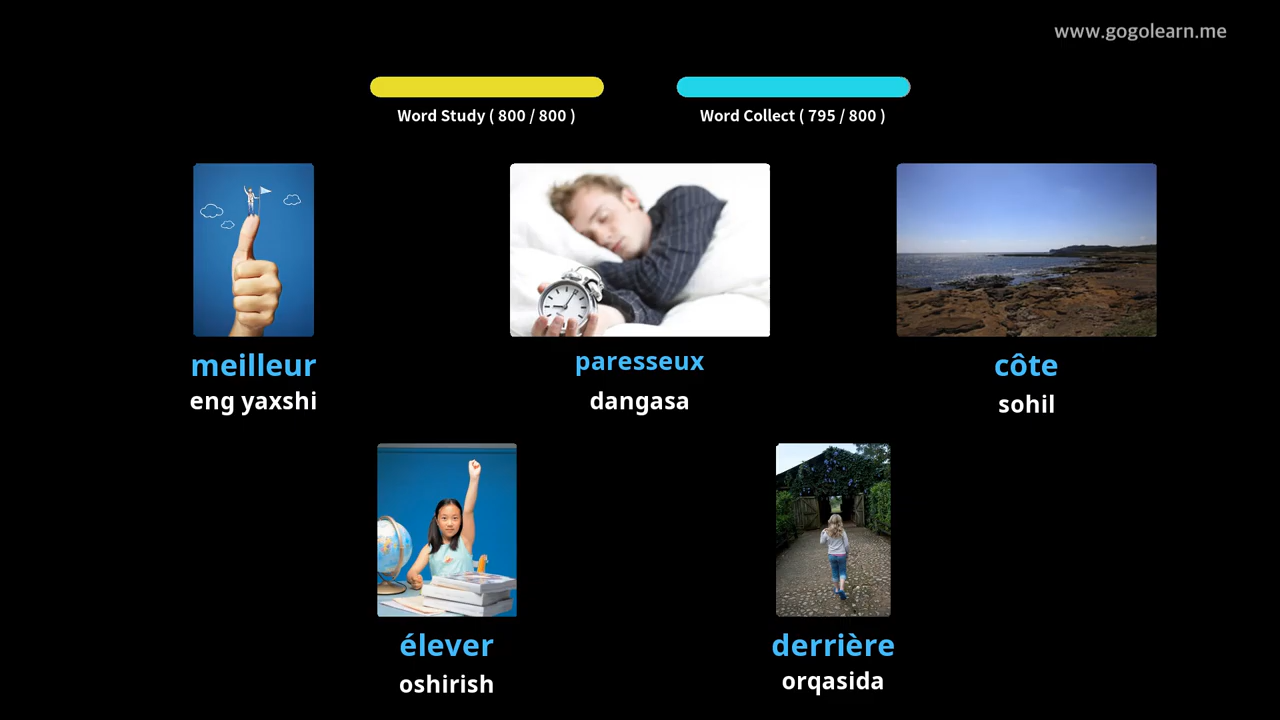 www.gogolearn.me
Word Study ( 800 / 800 )
Word Collect ( 795 / 800 )
meilleur
eng yaxshi
paresseux
dangasa
côte
sohil
élever
oshirish
derrière
orqasida